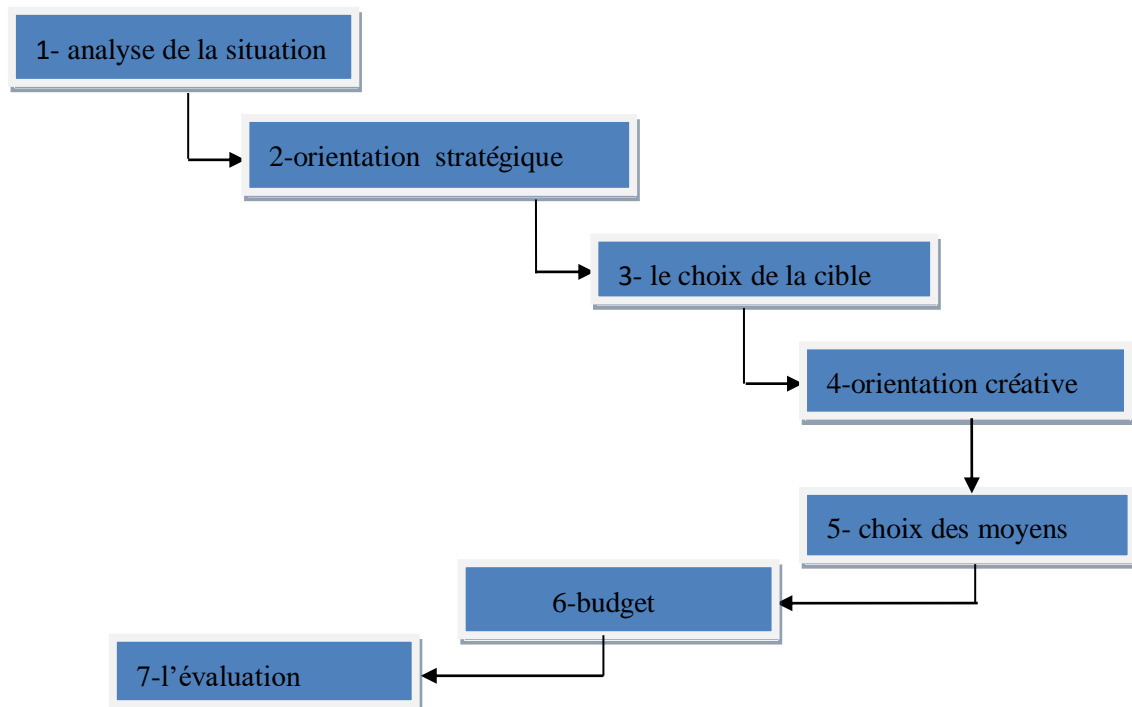 1- analyse de la situation
2-orientation stratégique
3- le choix de la cible
4-orientation créative
5- choix des moyens
6-budget
7-l’évaluation